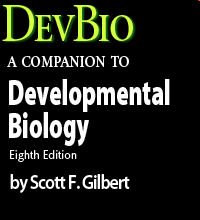 DEVBIO
A COMPANION TO
Developmental
Biology
Eighth Edition
by Scott F. Gilbert